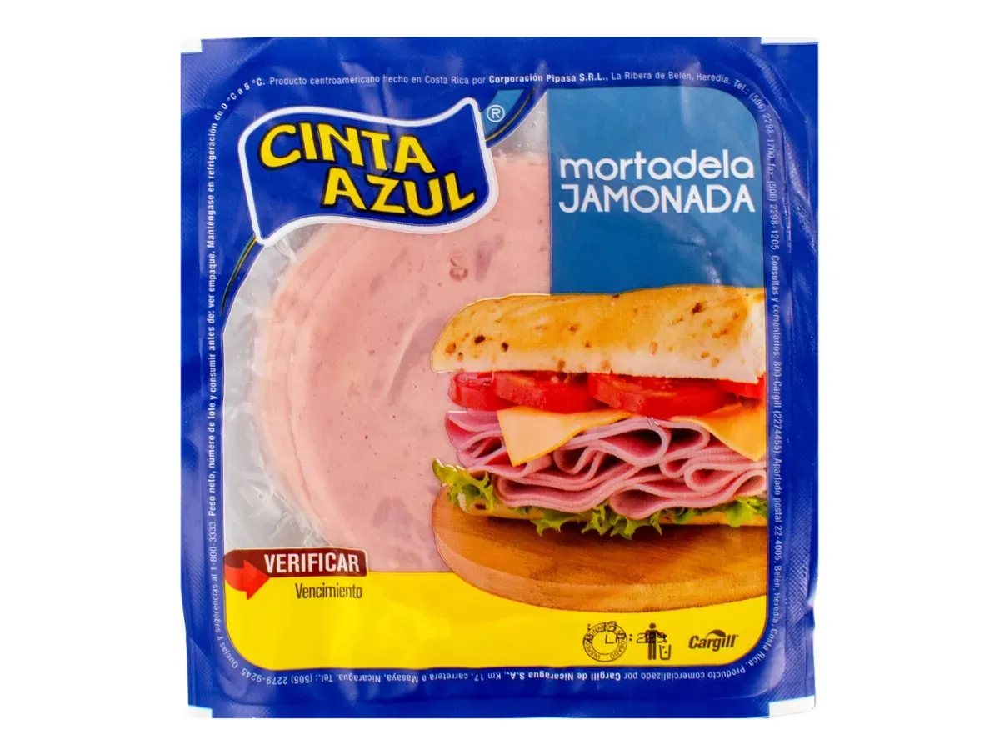 CINTA
AZUL
®
mortadela
JAMONADA
Manténgase en refrigeración de 0 °C a 5 °C. Producto centroamericano hecho en Costa Rica por Corporación Pipasa S.R.L., La Ribera de Belén, Heredia. Tel.: (506) 2298-1700, fax: (506) 2298-1205. Consultas y comentarios: 800-Cargill (2274455). Apartado postal 22-4005, Belén, Heredia, Costa Rica. Producto comercializado por Cargill de Nicaragua S.A., Km 17, carretera a Masaya, Nicaragua. Tel.: (505) 2279-9245. Quejas y sugerencias al 1-800-3333. Peso neto, número de lote y consumir antes de: ver empaque.
VERIFICAR
Vencimiento
Cargill